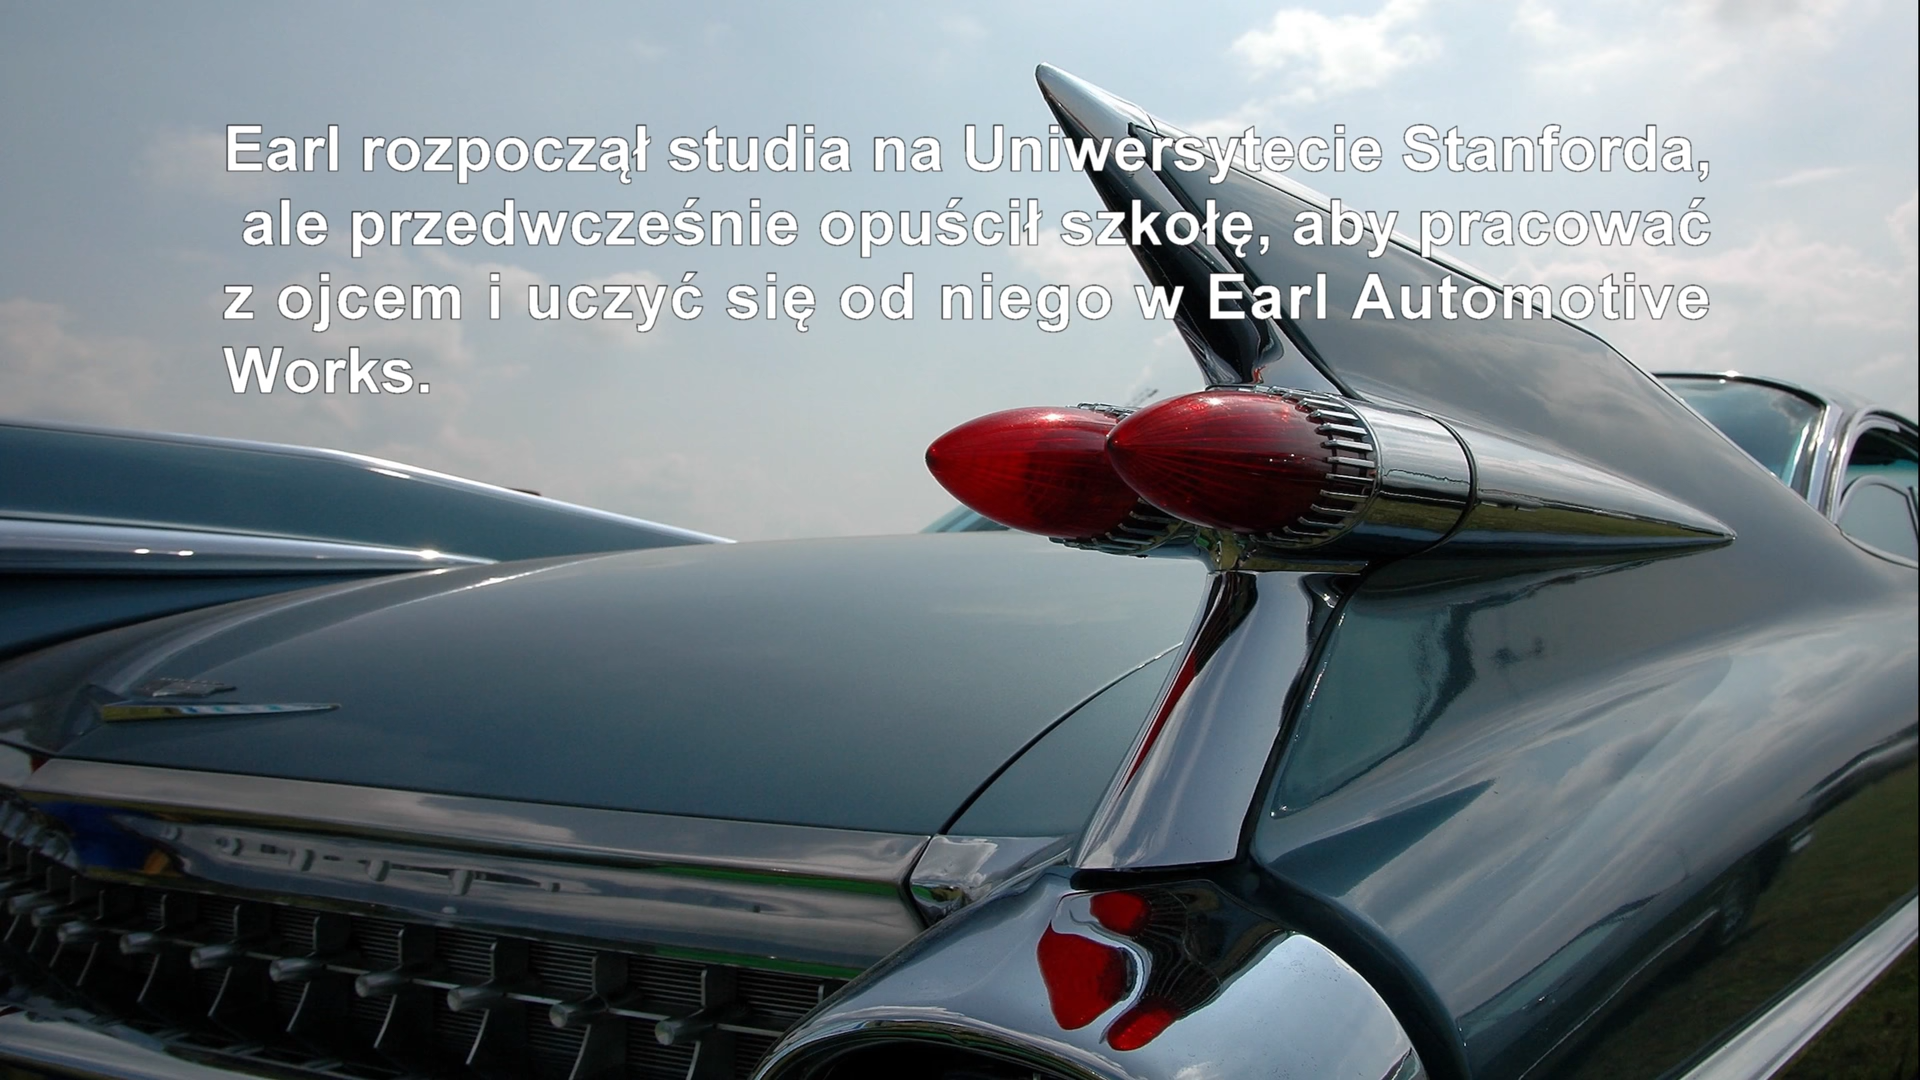 Earl rozpoczął studia na Uniwersytecie Stanforda,
ale przedwcześnie opuścił szkołę, aby pracować
z ojcem i uczyć się od niego w Earl Automotive
Works.